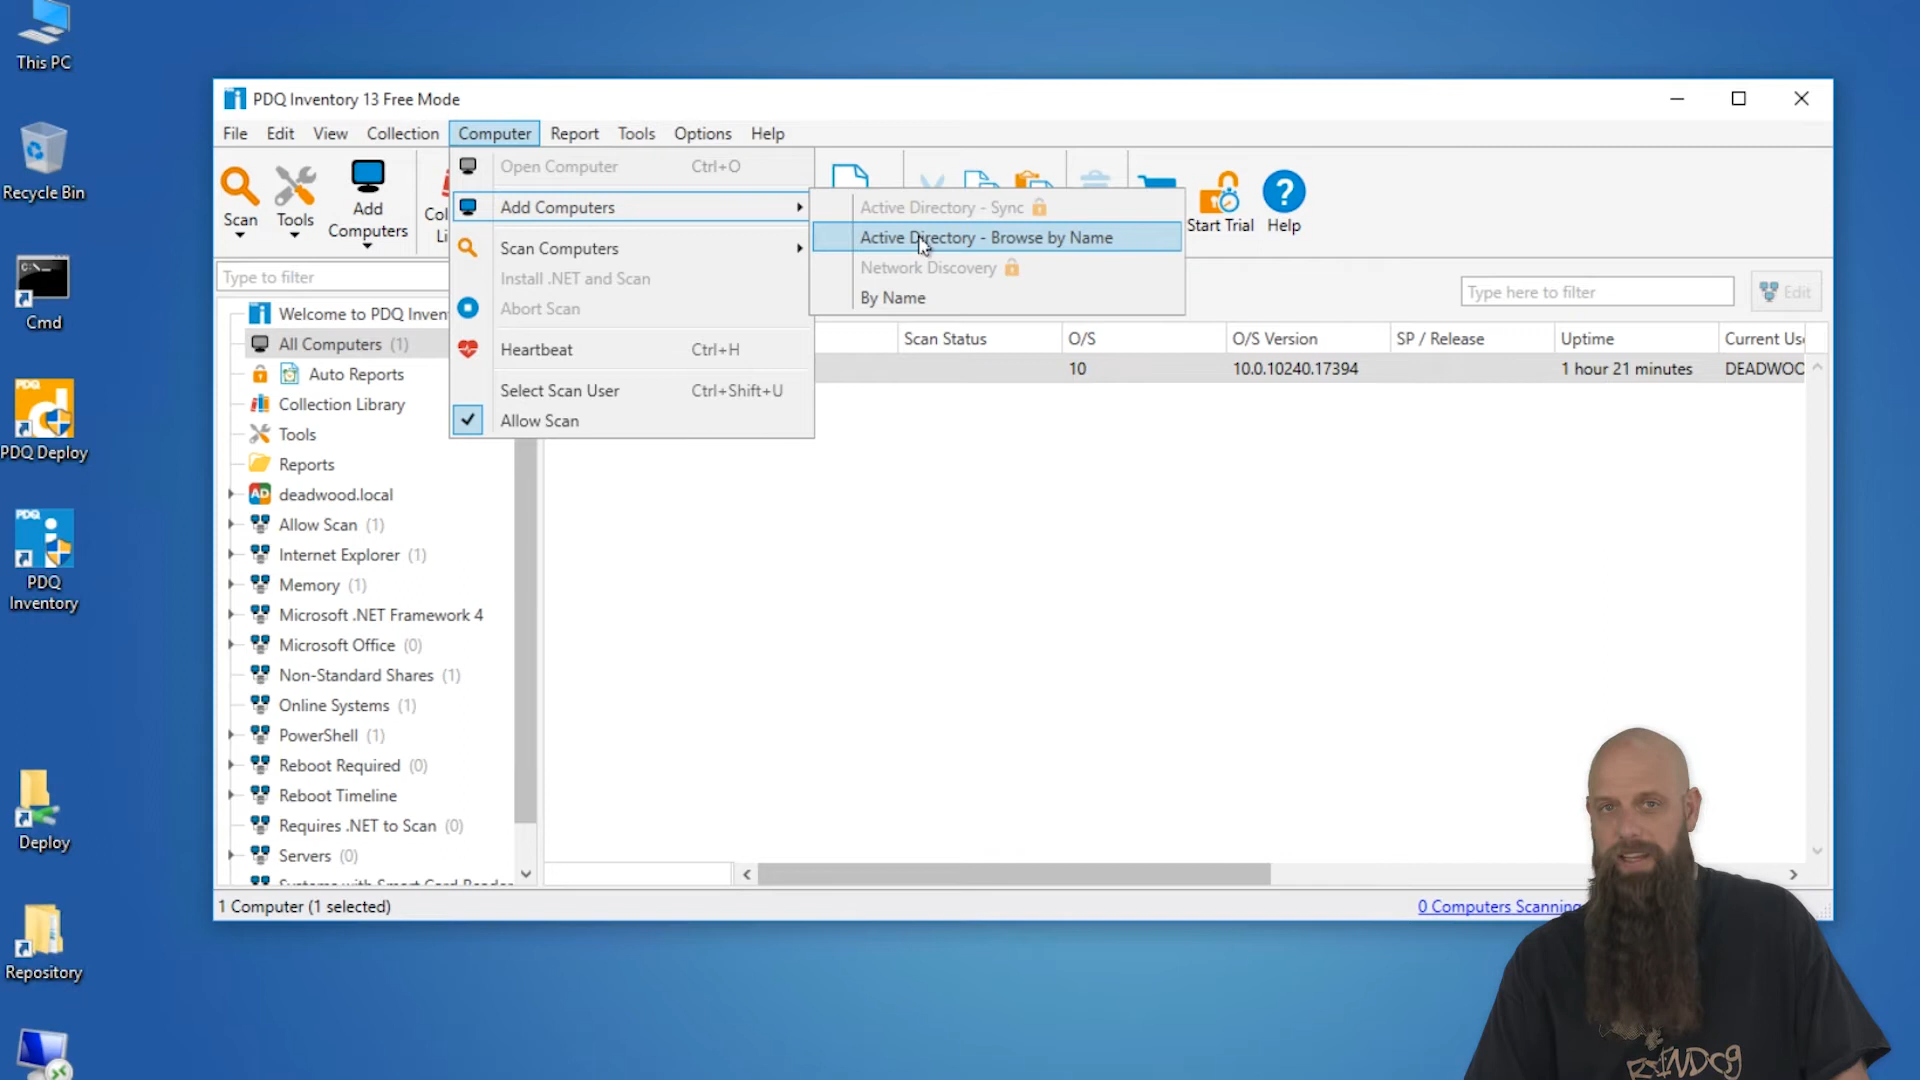 This PC
Recycle Bin
Cmd
PDQ Deploy
PDQ
Inventory
Deploy
Repository
PDQ Inventory 13 Free Mode
File Edit View Collection Computer Report Tools Options Help
Scan
Tools
Add
Computers
Start Trial
Help
Open Computer Ctrl+O
Add Computers
Scan Computers
Install .NET and Scan
Abort Scan
Heartbeat Ctrl+H
Select Scan User Ctrl+Shift+U
Allow Scan
Active Directory - Sync
Active Directory - Browse by Name
Network Discovery
By Name
Type to filter
Type here to filter
Edit
Welcome to PDQ Inven
All Computers (1)
Auto Reports
Collection Library
Tools
Reports
AD deadwood.local
Allow Scan (1)
Internet Explorer (1)
Memory (1)
Microsoft .NET Framework 4
Microsoft Office (0)
Non-Standard Shares (1)
Online Systems (1)
PowerShell (1)
Reboot Required (0)
Reboot Timeline
Requires .NET to Scan (0)
Servers (0)
Scan Status O/S O/S Version SP / Release Uptime Current Us
10 10.0.10240.17394 1 hour 21 minutes DEADWOO
1 Computer (1 selected)
0 Computers Scanning